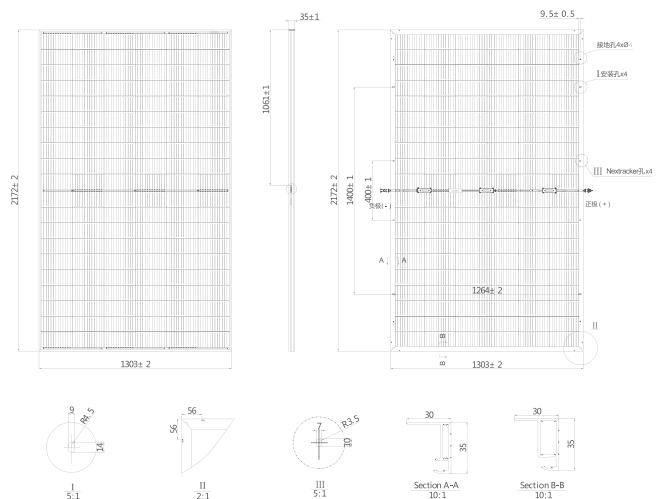 35±1
9.5± 0.5
接地孔4xØ4
I安装孔x4
1061±1
2172± 2
2172± 2
1400± 1
400± 1
III Nextracker孔x4
负极(-)
正极(+)
A A
1264± 2
II
B
B
1303± 2
1303± 2
9
R4.5
14
56
56
7
R3.5
10
30
35
30
35
I
5:1
II
2:1
III
5:1
Section A-A
10:1
Section B-B
10:1